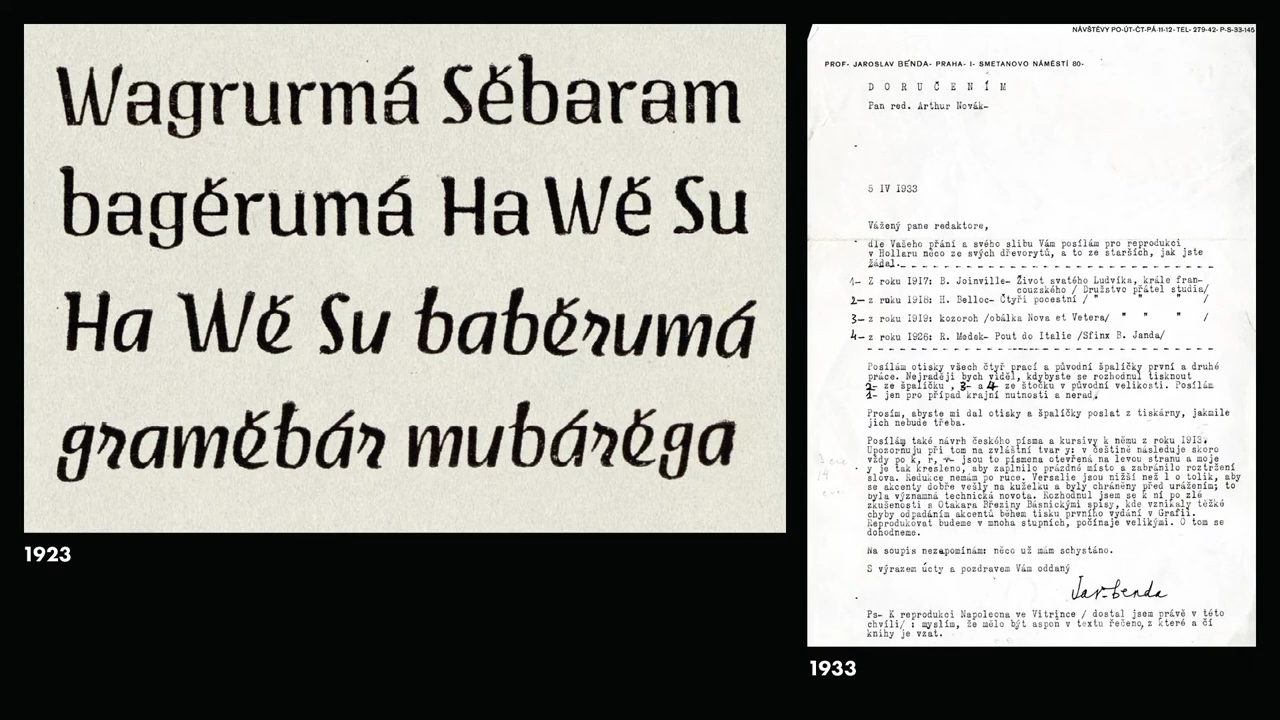 Wagrurmá Sěbaram
bagěrumá Ha Wě Su
Ha Wě Su baběrumá
graměbár mubárěga
1923
NÁVŠTĚVY PO-ÚT-ČT-PÁ-11-12- TEL- 279-42- P-S-33-145
PROF- JAROSLAV BENDA- PRAHA- I- SMETANOVO NÁMĚSTÍ 80-
D O R U Č E N Í M
Pan red. Arthur Novák-
5 IV 1933
Vážený pane redaktore,
dle Vašeho přání a svého slibu Vám posílám pro reprodukci
v Hollaru něco ze svých dřevorytů, a to ze starších, jak jste
žádal.
1- Z roku 1917: B. Joinville- Život svatého Ludvíka, krále fran-
couzského / Družstvo přátel studia/
2- z roku 1918: H. Belloc- Čtyři pocestní / " " " /
3- z roku 1919: kozoroh /obálka Nova et Vetera/ " " " /
4- z roku 1926: R. Medek- Pout do Italie /Sfinx B. Janda/
Posílám otisky všech čtyř prací a původní špalíčky první a druhé
práce. Nejraději bych viděl, kdybyste se rozhodnul tisknout
2- ze špalíčku , 3- a 4 ze štočku v původní velikosti. Posílám
1- jen pro případ krajní nutnosti a nerad.
Prosím, abyste mi dal otisky a špalíčky poslat z tiskárny, jakmile
jich nebude třeba.
Posílám také návrh českého písma a kursivy k němu z roku 1913.
Upozornuju při tom na zvláštní tvar y: v češtině následuje skoro
vždy po k, r, v- jsou to písmena otevřená na levou stranu a moje
y je tak kresleno, aby zaplnilo prázdné místo a zabránilo roztržení
slova. Redukce nemám po ruce. Versalie jsou nižší než l o tolik, aby
se akcenty dobře vešly na kuželku a byly chráněny před urážením; to
byla významná technická novota. Rozhodnul jsem se k ní po zlé
zkušenosti s Otakara Březiny Básnickými spisy, kde vznikaly těžké
chyby odpadáním akcentů během tisku prvního vydání v Grafii.
Reprodukovat budeme v mnoha stupních, počínaje velikými. O tom se
dohodneme.
Na soupis nezapomínám: něco už mám schystáno.
S výrazem úcty a pozdravem Vám oddaný
Jar-Benda
Ps- K reprodukci Napoleona ve Vitrínce / dostal jsem právě v této
chvíli/ : myslím, že mělo být aspoň v textu řečeno, z které a čí
knihy je vzat.
1933